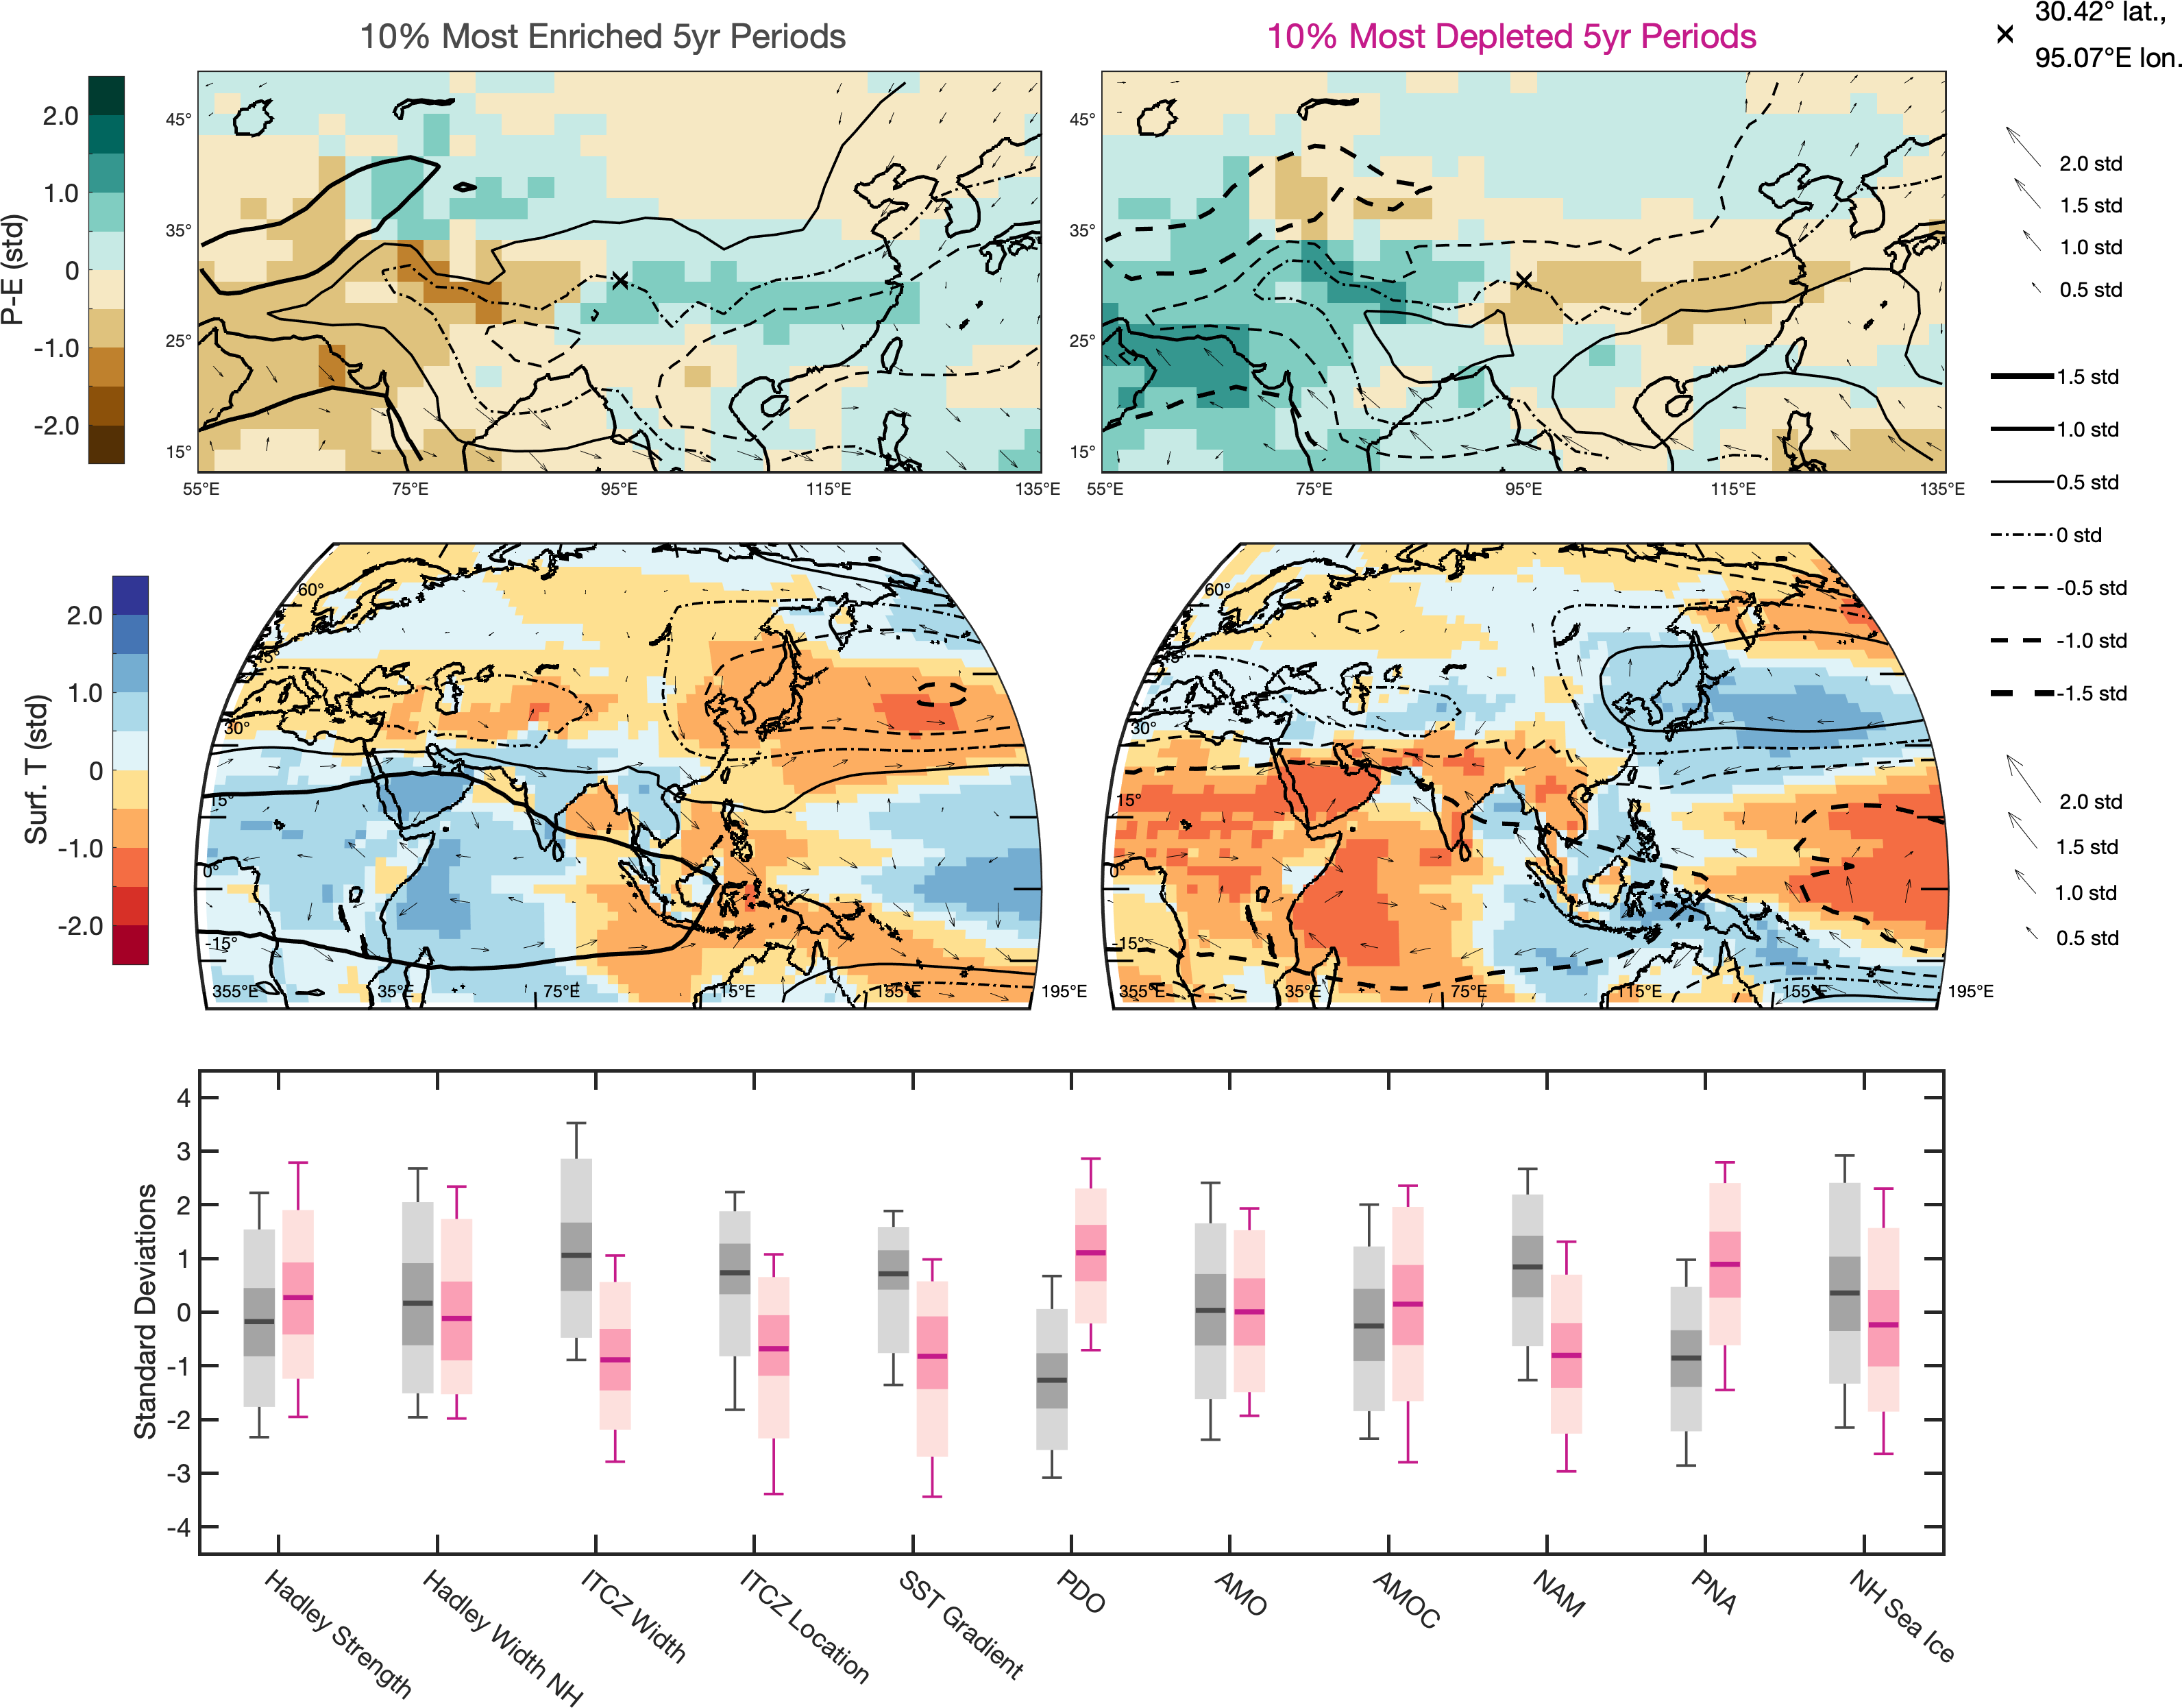 10% Most Enriched 5yr Periods
10% Most Depleted 5yr Periods
30.42° lat.,
95.07°E lon.
P-E (std)
2.0
1.0
0
-1.0
-2.0
45°
35°
25°
15°
55°E
75°E
95°E
115°E
135°E
45°
35°
25°
15°
55°E
75°E
95°E
115°E
135°E
2.0 std
1.5 std
1.0 std
0.5 std
1.5 std
1.0 std
0.5 std
0 std
-0.5 std
-1.0 std
-1.5 std
Surf. T (std)
2.0
1.0
0
-1.0
-2.0
60°
45°
30°
15°
0°
-15°
355°E
35°E
75°E
115°E
155°E
195°E
60°
45°
30°
15°
0°
-15°
355°E
35°E
75°E
115°E
155°E
195°E
2.0 std
1.5 std
1.0 std
0.5 std
Standard Deviations
4
3
2
1
0
-1
-2
-3
-4
Hadley Strength
Hadley Width NH
ITCZ Width
ITCZ Location
SST Gradient
PDO
AMO
AMOC
NAM
PNA
NH Sea Ice